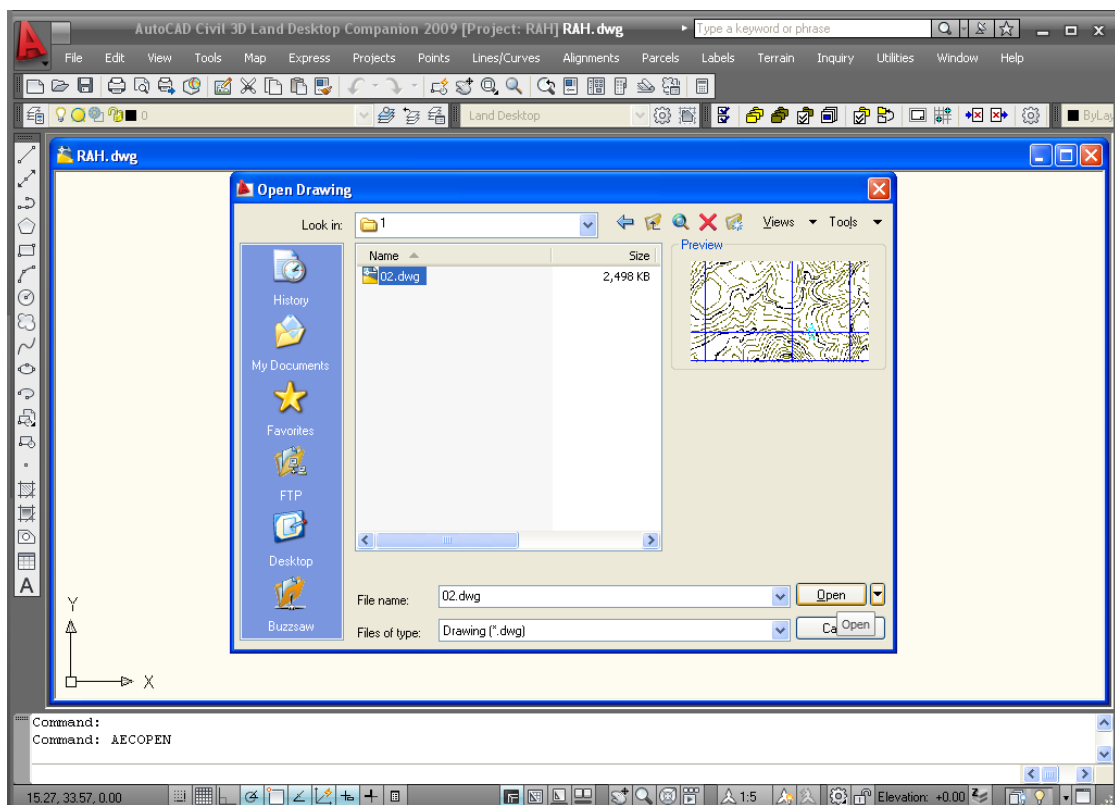 AutoCAD Civil 3D Land Desktop Companion 2009 [Project: RAH] RAH.dwg Type a keyword or phrase
File Edit View Tools Map Express Projects Points Lines/Curves Alignments Parcels Labels Terrain Inquiry Utilities Window Help
0 Land Desktop ByLay
RAH.dwg
Open Drawing
Look in: 1 Views Tools
Name Size Preview
02.dwg 2,498 KB
History
My Documents
Favorites
FTP
Desktop
Buzzsaw
File name: 02.dwg Open
Files of type: Drawing (*.dwg) Ca Open
Y
X
Command:
Command: AECOPEN
15.27, 33.57, 0.00 1:5 Elevation: +0.00
A